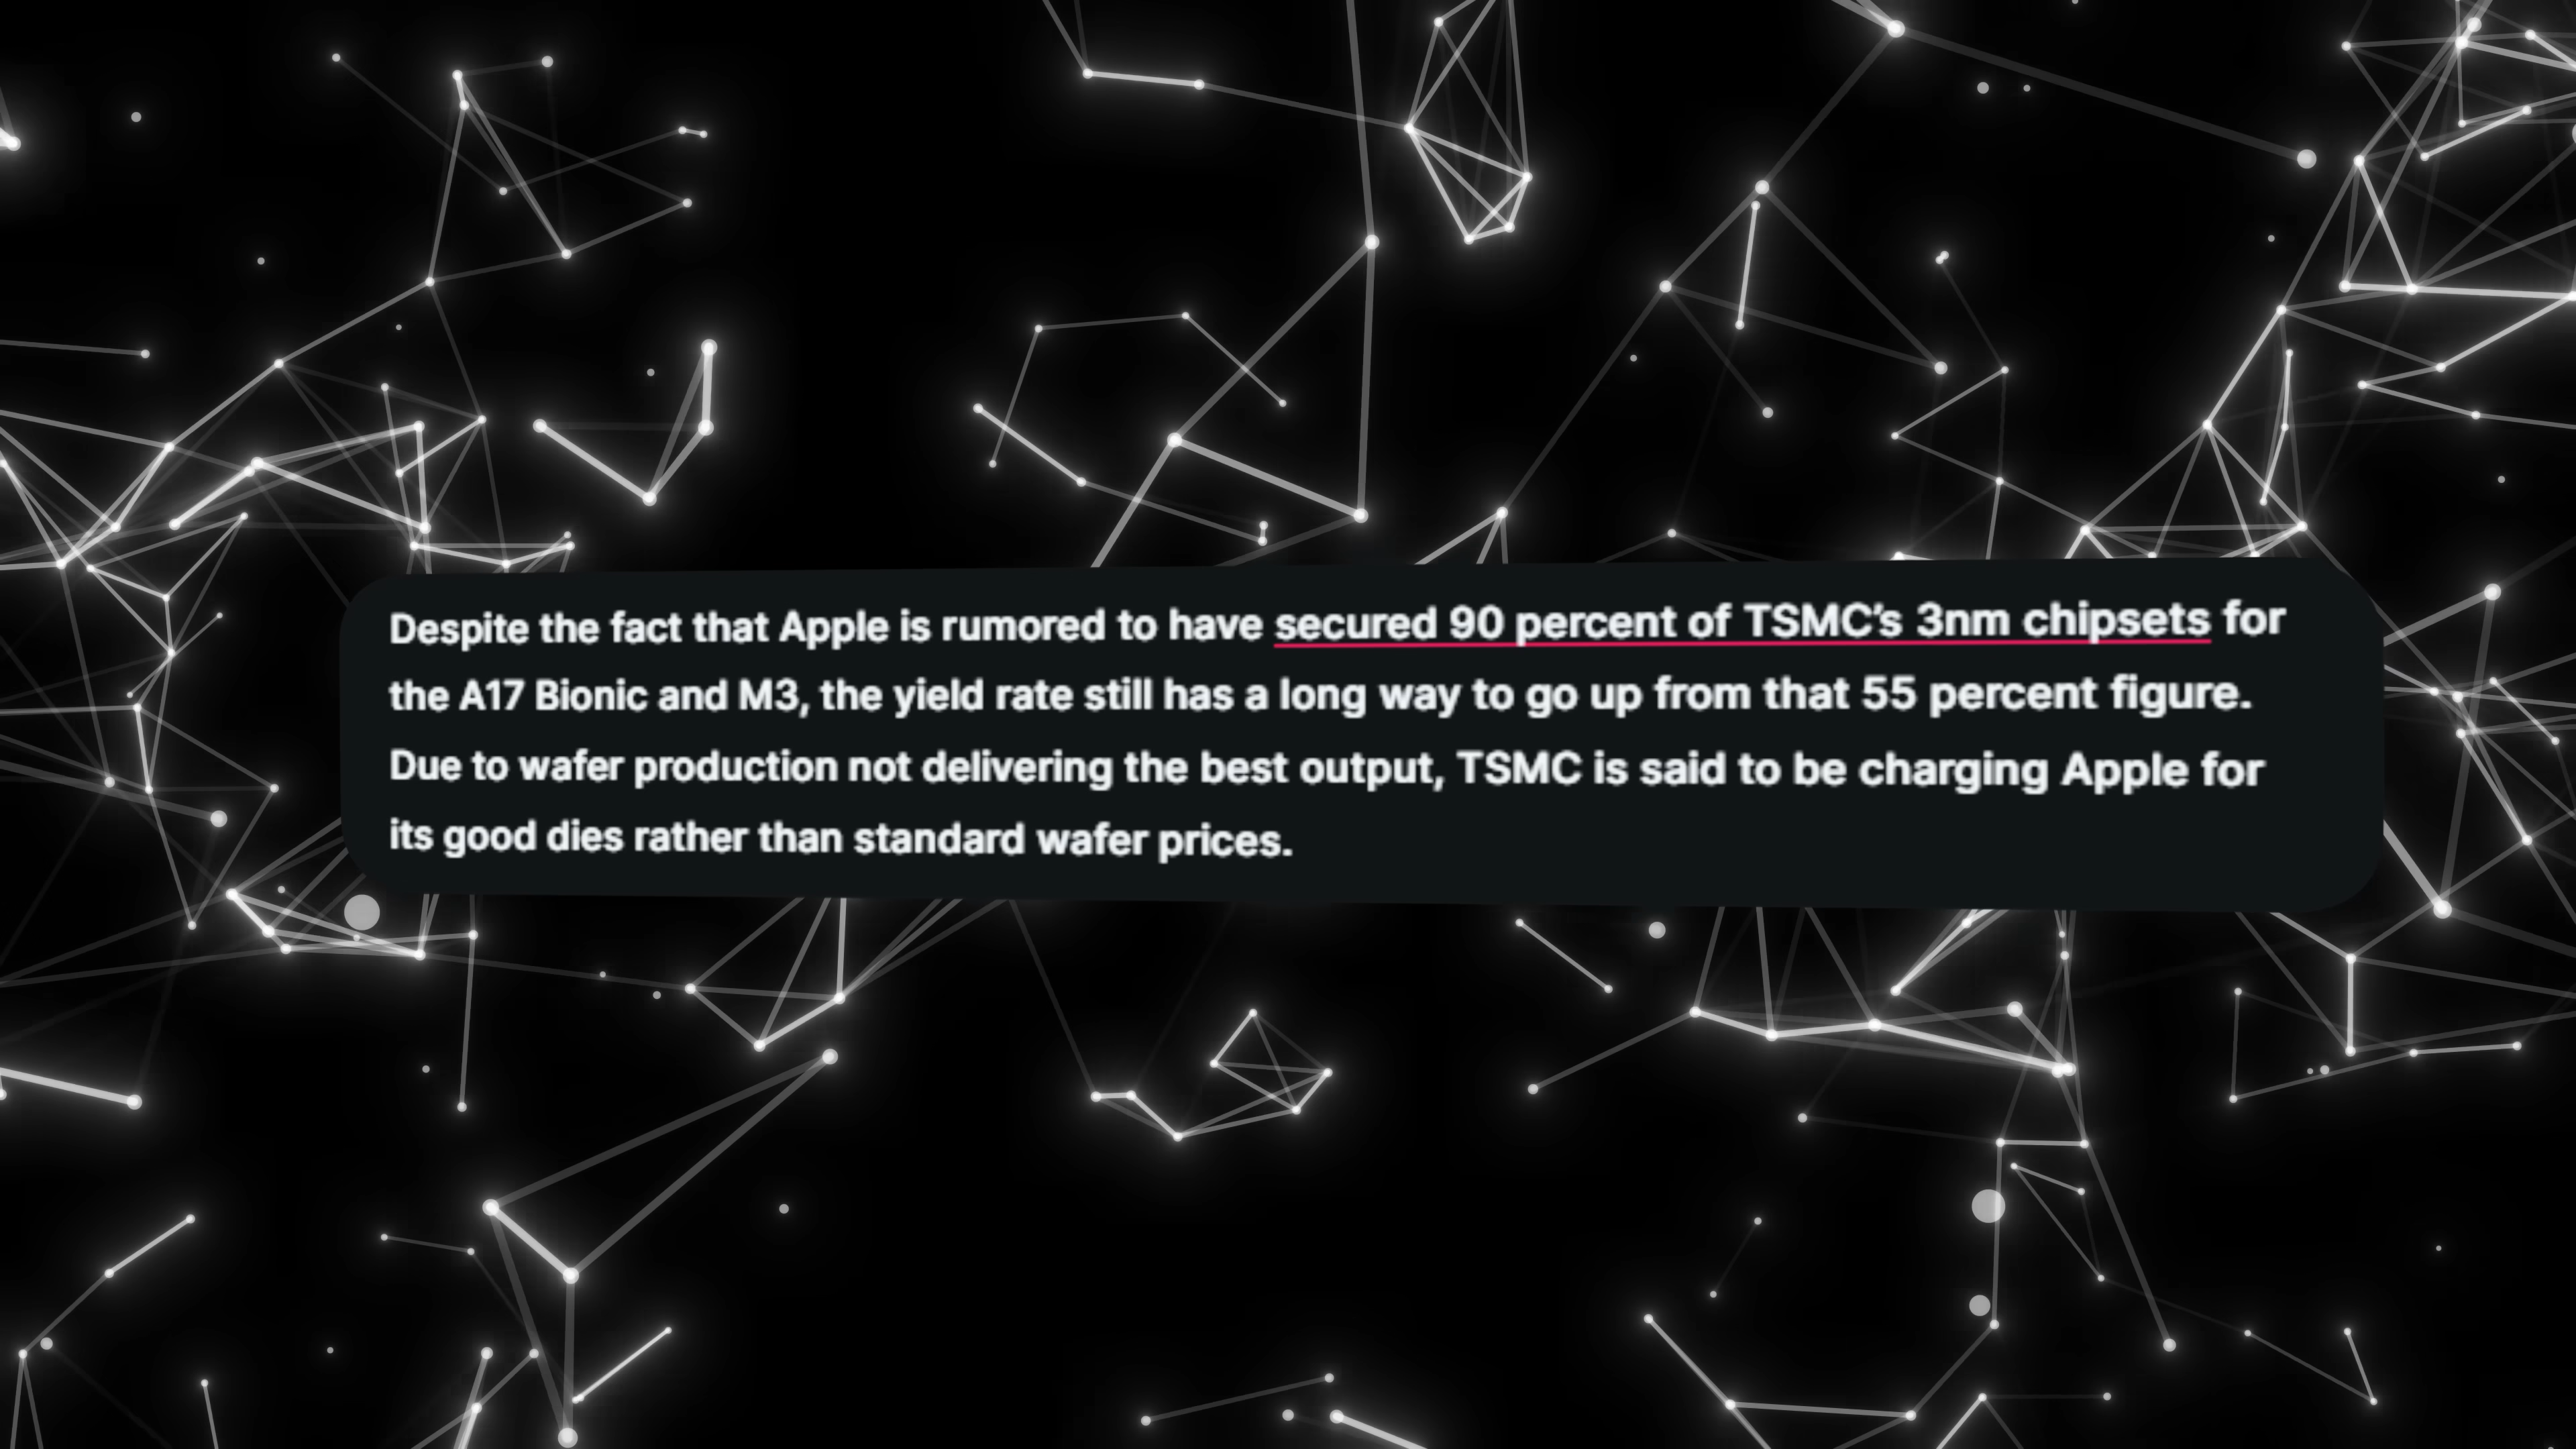 Despite the fact that Apple is rumored to have secured 90 percent of TSMC’s 3nm chipsets for
the A17 Bionic and M3, the yield rate still has a long way to go up from that 55 percent figure.
Due to wafer production not delivering the best output, TSMC is said to be charging Apple for
its good dies rather than standard wafer prices.